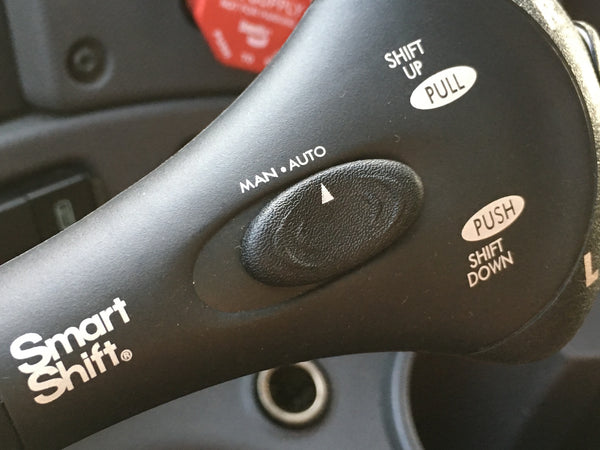 SHIFT
UP
PULL
MAN • AUTO
PUSH
SHIFT
DOWN
Smart
Shift®
L